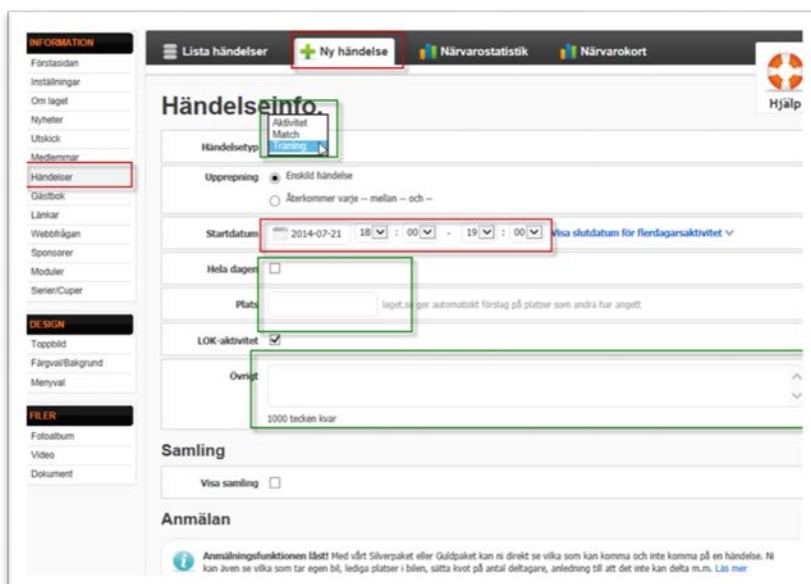 INFORMATION
Förstasidan
Inställningar
Om laget
Nyheter
Utskick
Medlemmar
Händelser
Gästbok
Länkar
Webbfrågan
Sponsorer
Moduler
Serier/Cuper
DESIGN
Toppbild
Färgval/Bakgrund
Menyval
FILER
Fotoalbum
Video
Dokument
Lista händelser
Ny händelse
Närvarostatistik
Närvarokort
Hjälp
Händelseinfo.
Händelsetyp
Aktivitet
Match
Träning
Upprepning
Enskild händelse
Återkommer varje -- mellan -- och --
Startdatum 2014-07-21 18 : 00 - 19 : 00 Visa slutdatum för flerdagarsaktivitet
Hela dagen
Plats laget.se ger automatiskt förslag på platser som andra har angett
LOK-aktivitet
Övrigt
1000 tecken kvar
Samling
Visa samling
Anmälan
Anmälningsfunktionen låst! Med vårt Silverpaket eller Guldpaket kan ni direkt se vilka som kan komma och inte komma på en händelse. Ni
kan även se vilka som tar egen bil, lediga platser i bilen, sätta kvot på antal deltagare, anledning till att det inte kan delta m.m. Läs mer